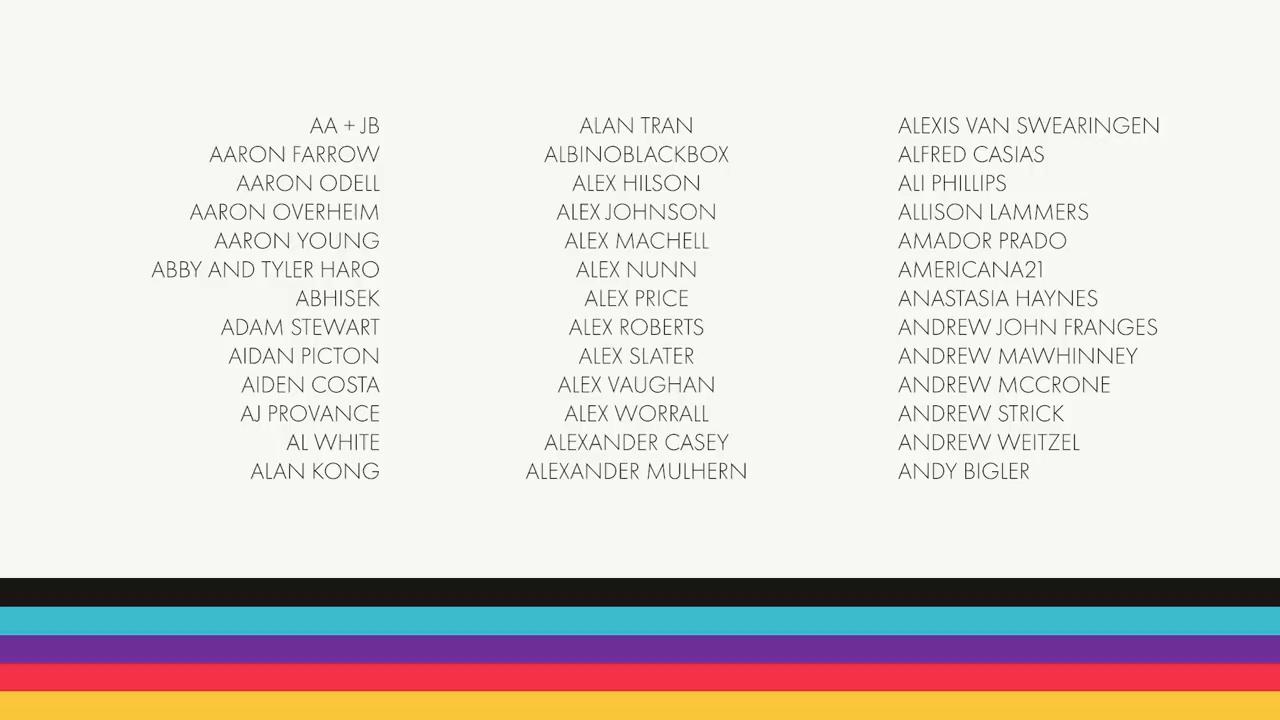 AA + JB
AARON FARROW
AARON ODELL
AARON OVERHEIM
AARON YOUNG
ABBY AND TYLER HARO
ABHISEK
ADAM STEWART
AIDAN PICTON
AIDEN COSTA
AJ PROVANCE
AL WHITE
ALAN KONG
ALAN TRAN
ALBINOBLACKBOX
ALEX HILSON
ALEX JOHNSON
ALEX MACHELL
ALEX NUNN
ALEX PRICE
ALEX ROBERTS
ALEX SLATER
ALEX VAUGHAN
ALEX WORRALL
ALEXANDER CASEY
ALEXANDER MULHERN
ALEXIS VAN SWEARINGEN
ALFRED CASIAS
ALI PHILLIPS
ALLISON LAMMERS
AMADOR PRADO
AMERICANA21
ANASTASIA HAYNES
ANDREW JOHN FRANGES
ANDREW MAWHINNEY
ANDREW MCCRONE
ANDREW STRICK
ANDREW WEITZEL
ANDY BIGLER